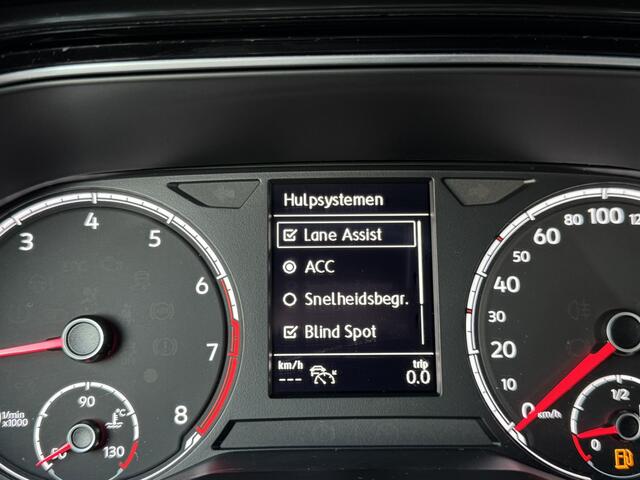 Hulpsystemen
Lane Assist
ACC
Snelheidsbegr.
Blind Spot
km/h trip
--- 0.0
3 4 5 6 7 8
1/min
x1000
90
130
°C
0 10 20 30 40 50 60 80 100 12
km/h
0 1/2